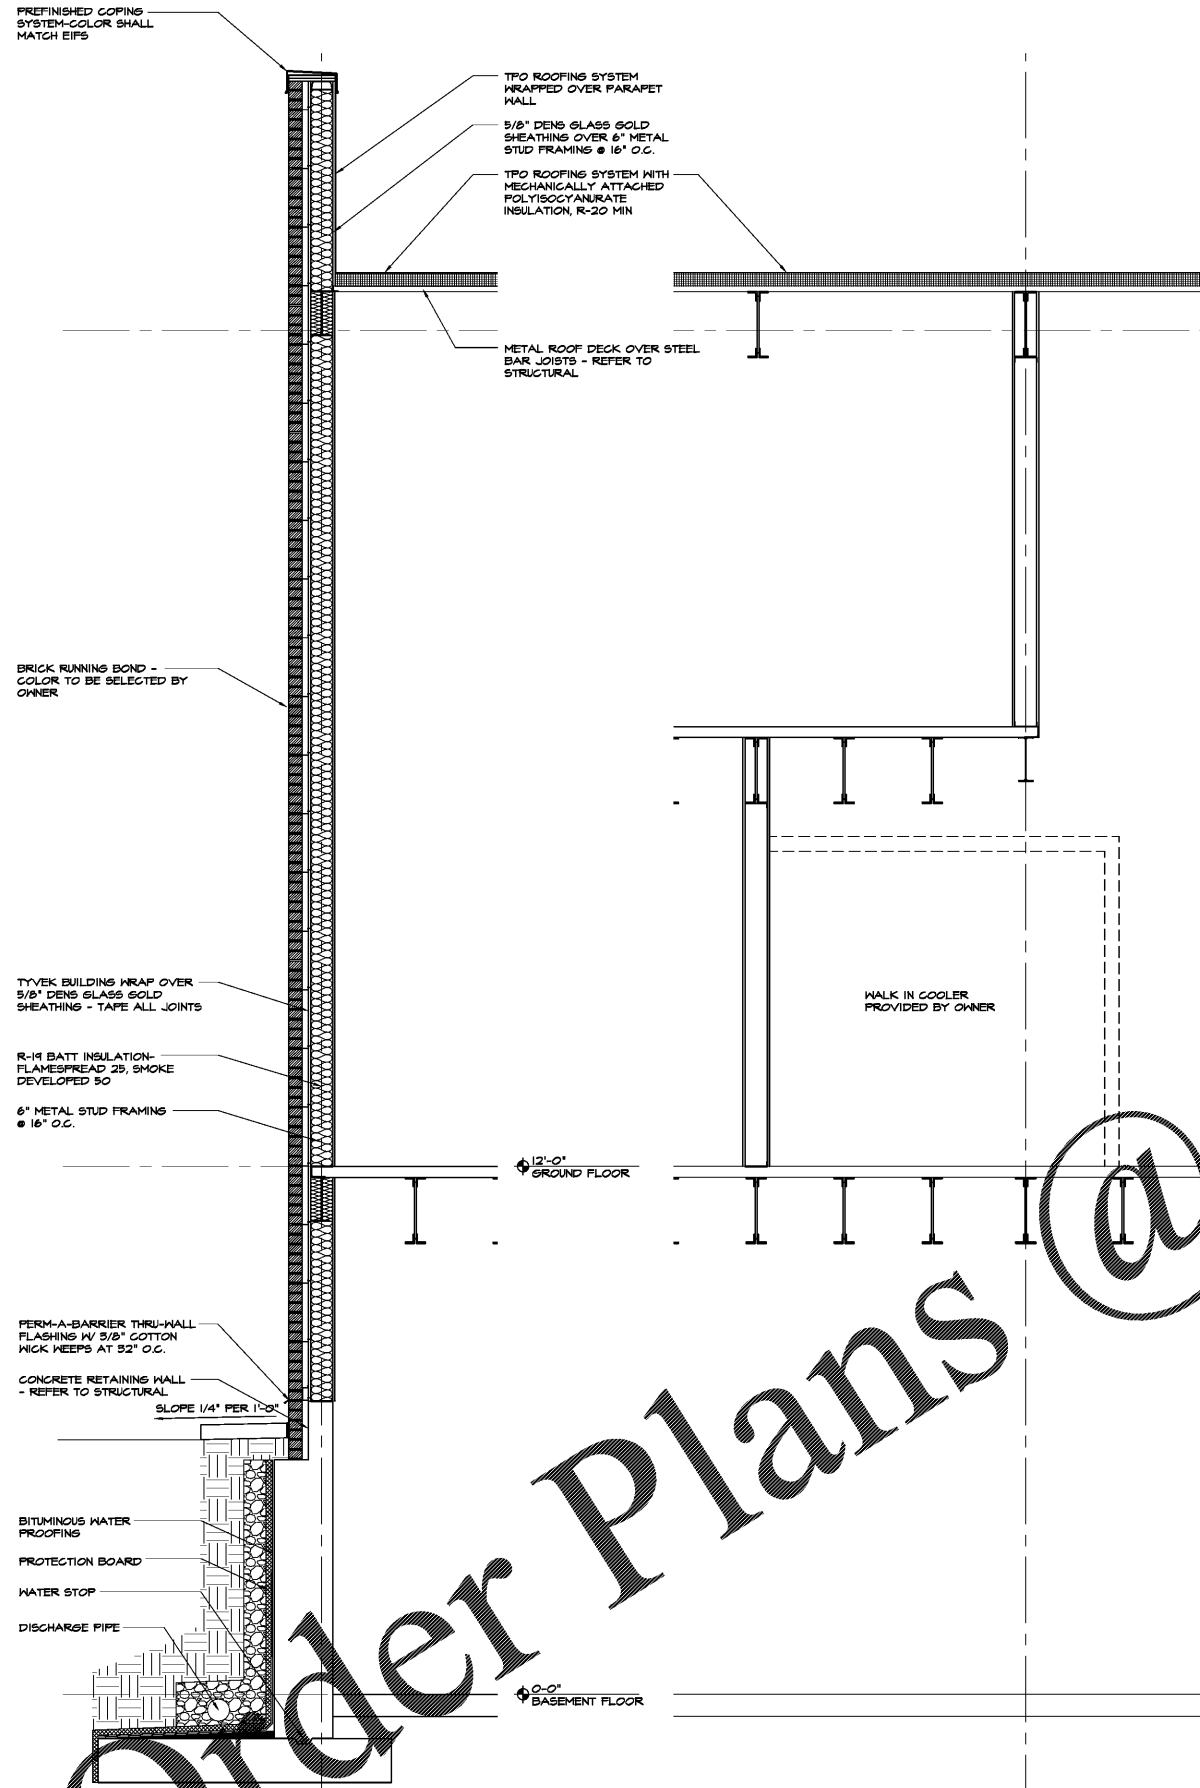 PREFINISHED COPING
SYSTEM-COLOR SHALL
MATCH EIFS
TPO ROOFING SYSTEM
WRAPPED OVER PARAPET
WALL
5/8" DENS GLASS GOLD
SHEATHING OVER 6" METAL
STUD FRAMING @ 16" O.C.
TPO ROOFING SYSTEM WITH
MECHANICALLY ATTACHED
POLYISOCYANURATE
INSULATION, R-20 MIN
METAL ROOF DECK OVER STEEL
BAR JOISTS - REFER TO
STRUCTURAL
BRICK RUNNING BOND -
COLOR TO BE SELECTED BY
OWNER
TYVEK BUILDING WRAP OVER
5/8" DENS GLASS GOLD
SHEATHING - TAPE ALL JOINTS
WALK IN COOLER
PROVIDED BY OWNER
R-19 BATT INSULATION-
FLAMESPREAD 25, SMOKE
DEVELOPED 50
6" METAL STUD FRAMING
@ 16" O.C.
12'-0"
GROUND FLOOR
PERM-A-BARRIER THRU-WALL
FLASHING W/ 3/8" COTTON
WICK WEEPS AT 32" O.C.
CONCRETE RETAINING WALL
- REFER TO STRUCTURAL
SLOPE 1/4" PER 1'-0"
BITUMINOUS WATER
PROOFING
PROTECTION BOARD
WATER STOP
DISCHARGE PIPE
0-0"
BASEMENT FLOOR
Order Plans @